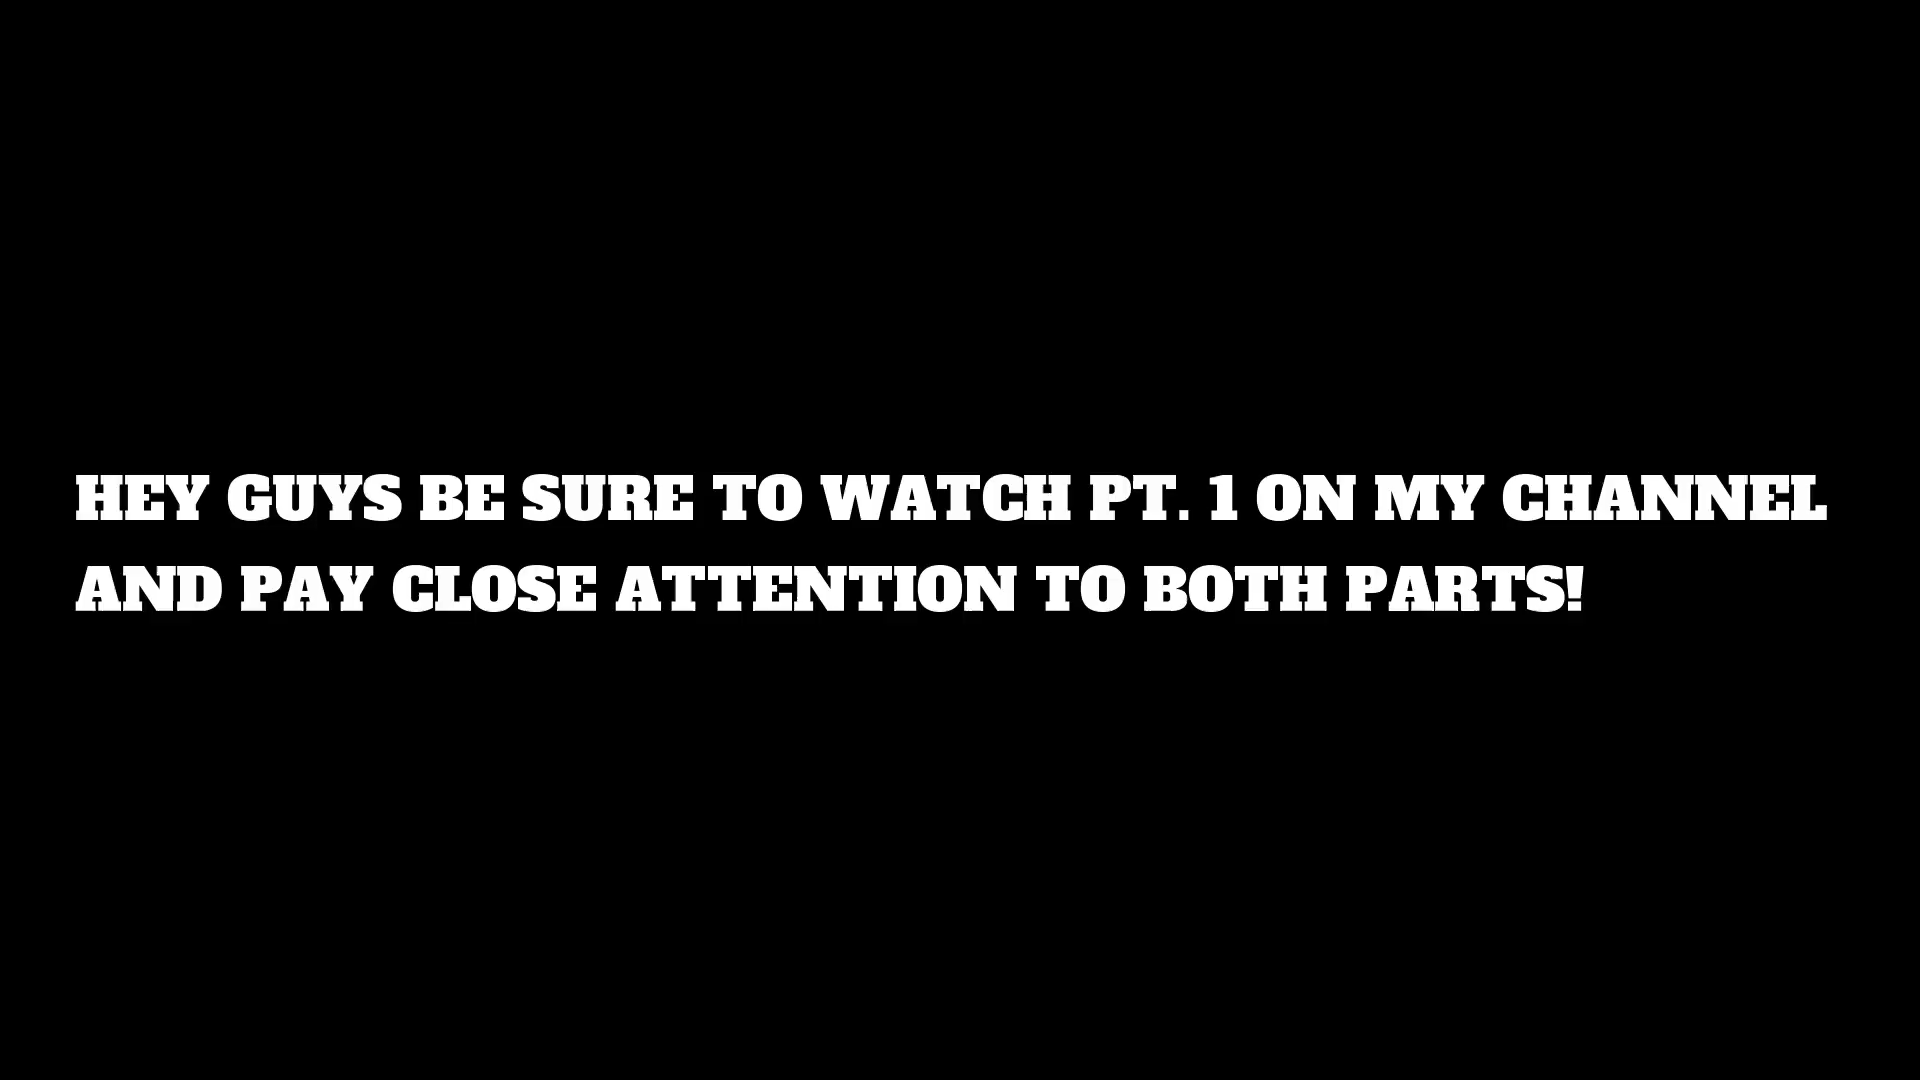 HEY GUYS BE SURE TO WATCH PT. 1 ON MY CHANNEL
AND PAY CLOSE ATTENTION TO BOTH PARTS!